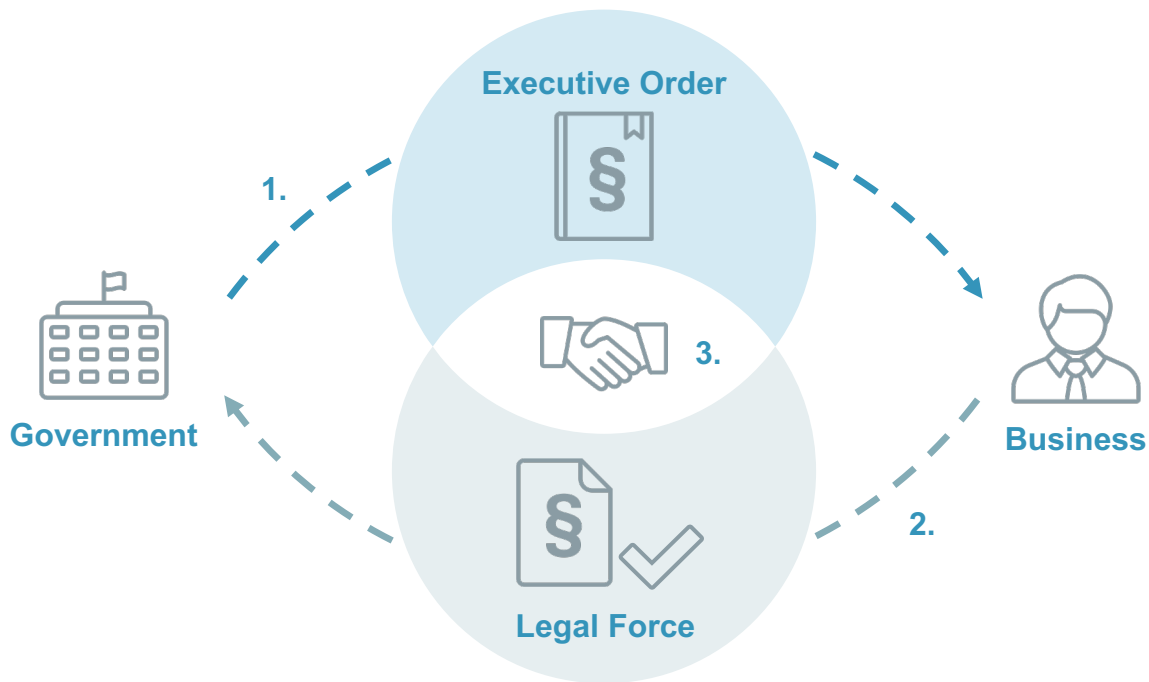 Executive Order
§
1.
3.
Government
Business
§
2.
Legal Force